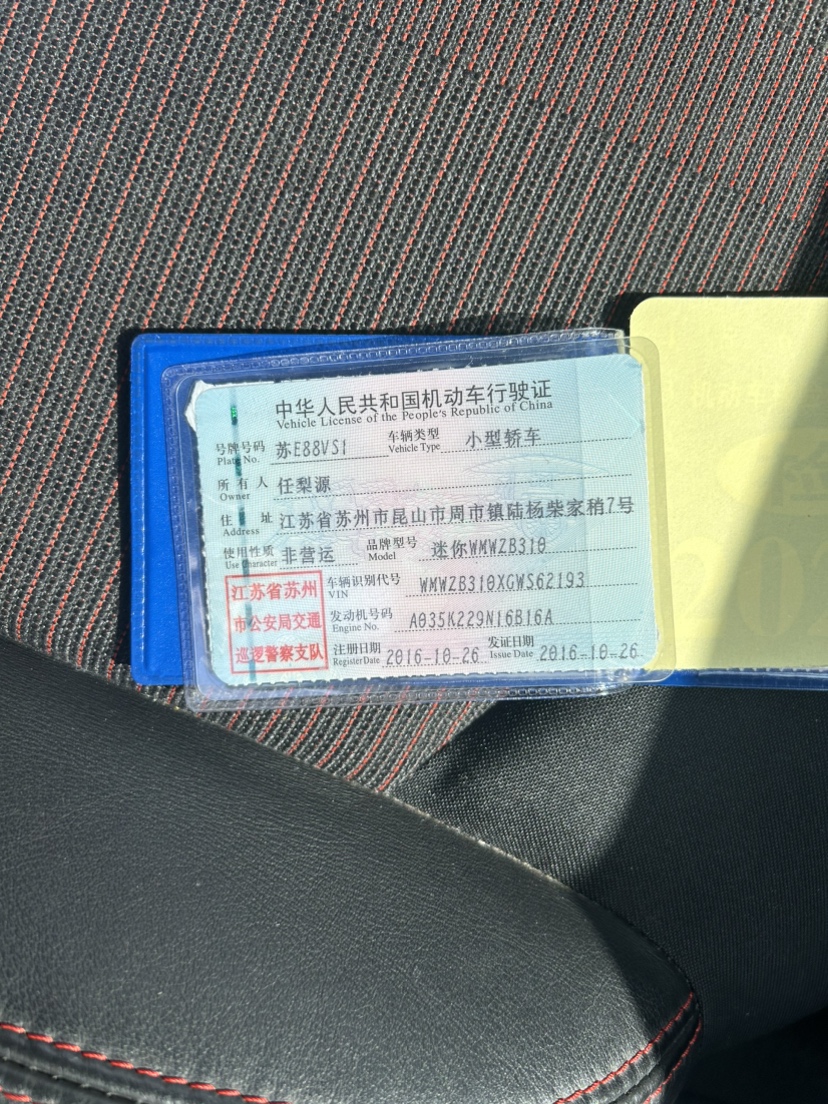 中华人民共和国机动车行驶证
Vehicle License of the People's Republic of China
号牌号码 苏E88VS1 车辆类型 小型轿车
Plate No. Vehicle Type
所有人 任梨源
Owner
住址 江苏省苏州市昆山市周市镇陆杨柴家稍7号
Address
使用性质 非营运 品牌型号 迷你WMWZB310
Use Character Model
江苏省苏州 车辆识别代号 WMWZB310XGWS62193
VIN
市公安局交通 发动机号码 A035K229N16B16A
Engine No.
巡逻警察支队 注册日期 2016-10-26 发证日期 2016-10-26
Register Date Issue Date